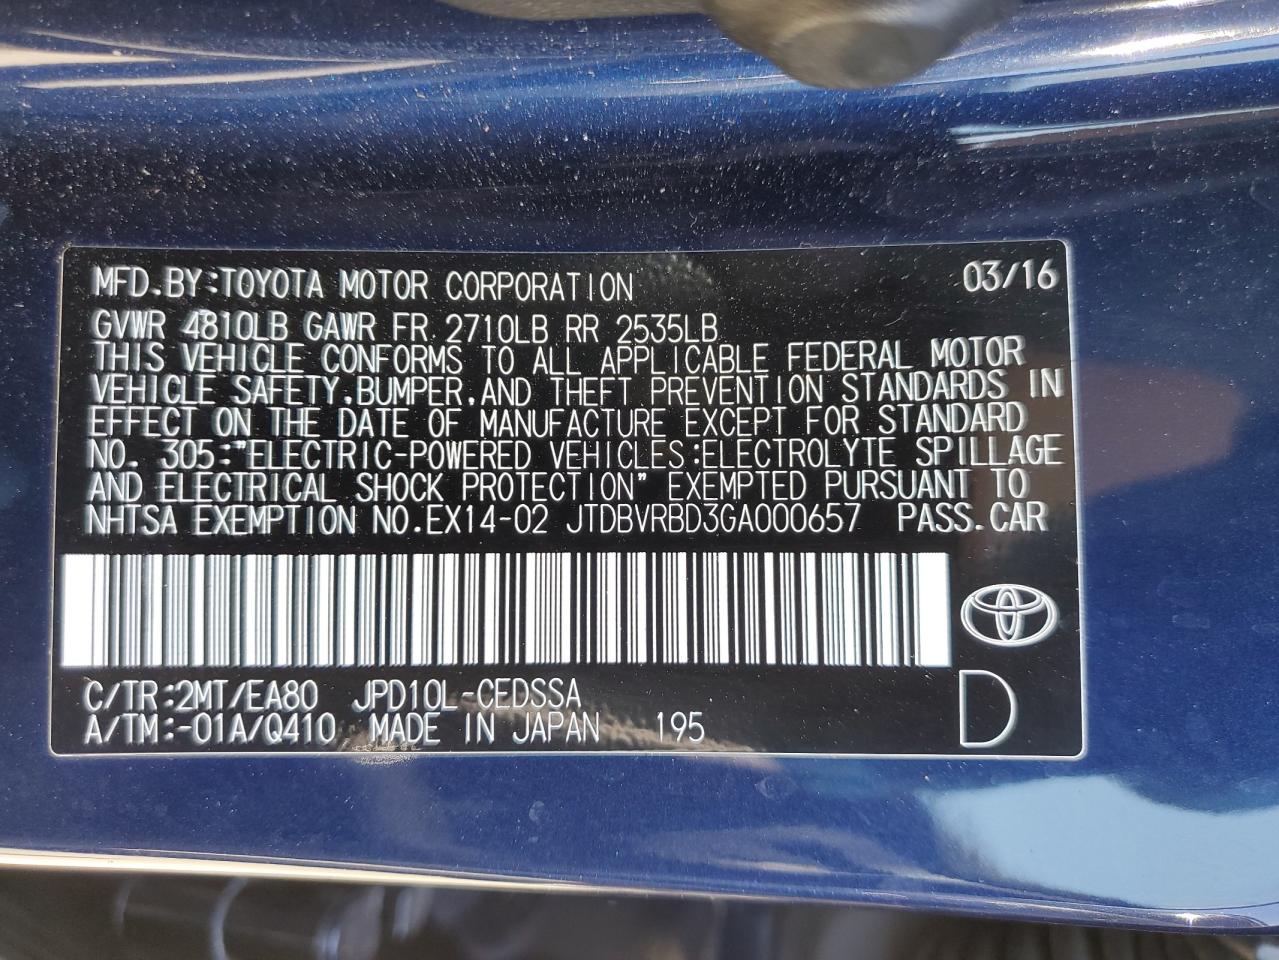 MFD.BY:TOYOTA MOTOR CORPORATION 03/16
GVWR 4810LB GAWR FR 2710LB RR 2535LB
THIS VEHICLE CONFORMS TO ALL APPLICABLE FEDERAL MOTOR
VEHICLE SAFETY,BUMPER,AND THEFT PREVENTION STANDARDS IN
EFFECT ON THE DATE OF MANUFACTURE EXCEPT FOR STANDARD
NO. 305:"ELECTRIC-POWERED VEHICLES:ELECTROLYTE SPILLAGE
AND ELECTRICAL SHOCK PROTECTION" EXEMPTED PURSUANT TO
NHTSA EXEMPTION NO.EX14-02 JTDBVRBD3GA000657 PASS.CAR
C/TR:2MT/EA80 JPD10L-CEDSSA
A/TM:-01A/Q410 MADE IN JAPAN 195
D